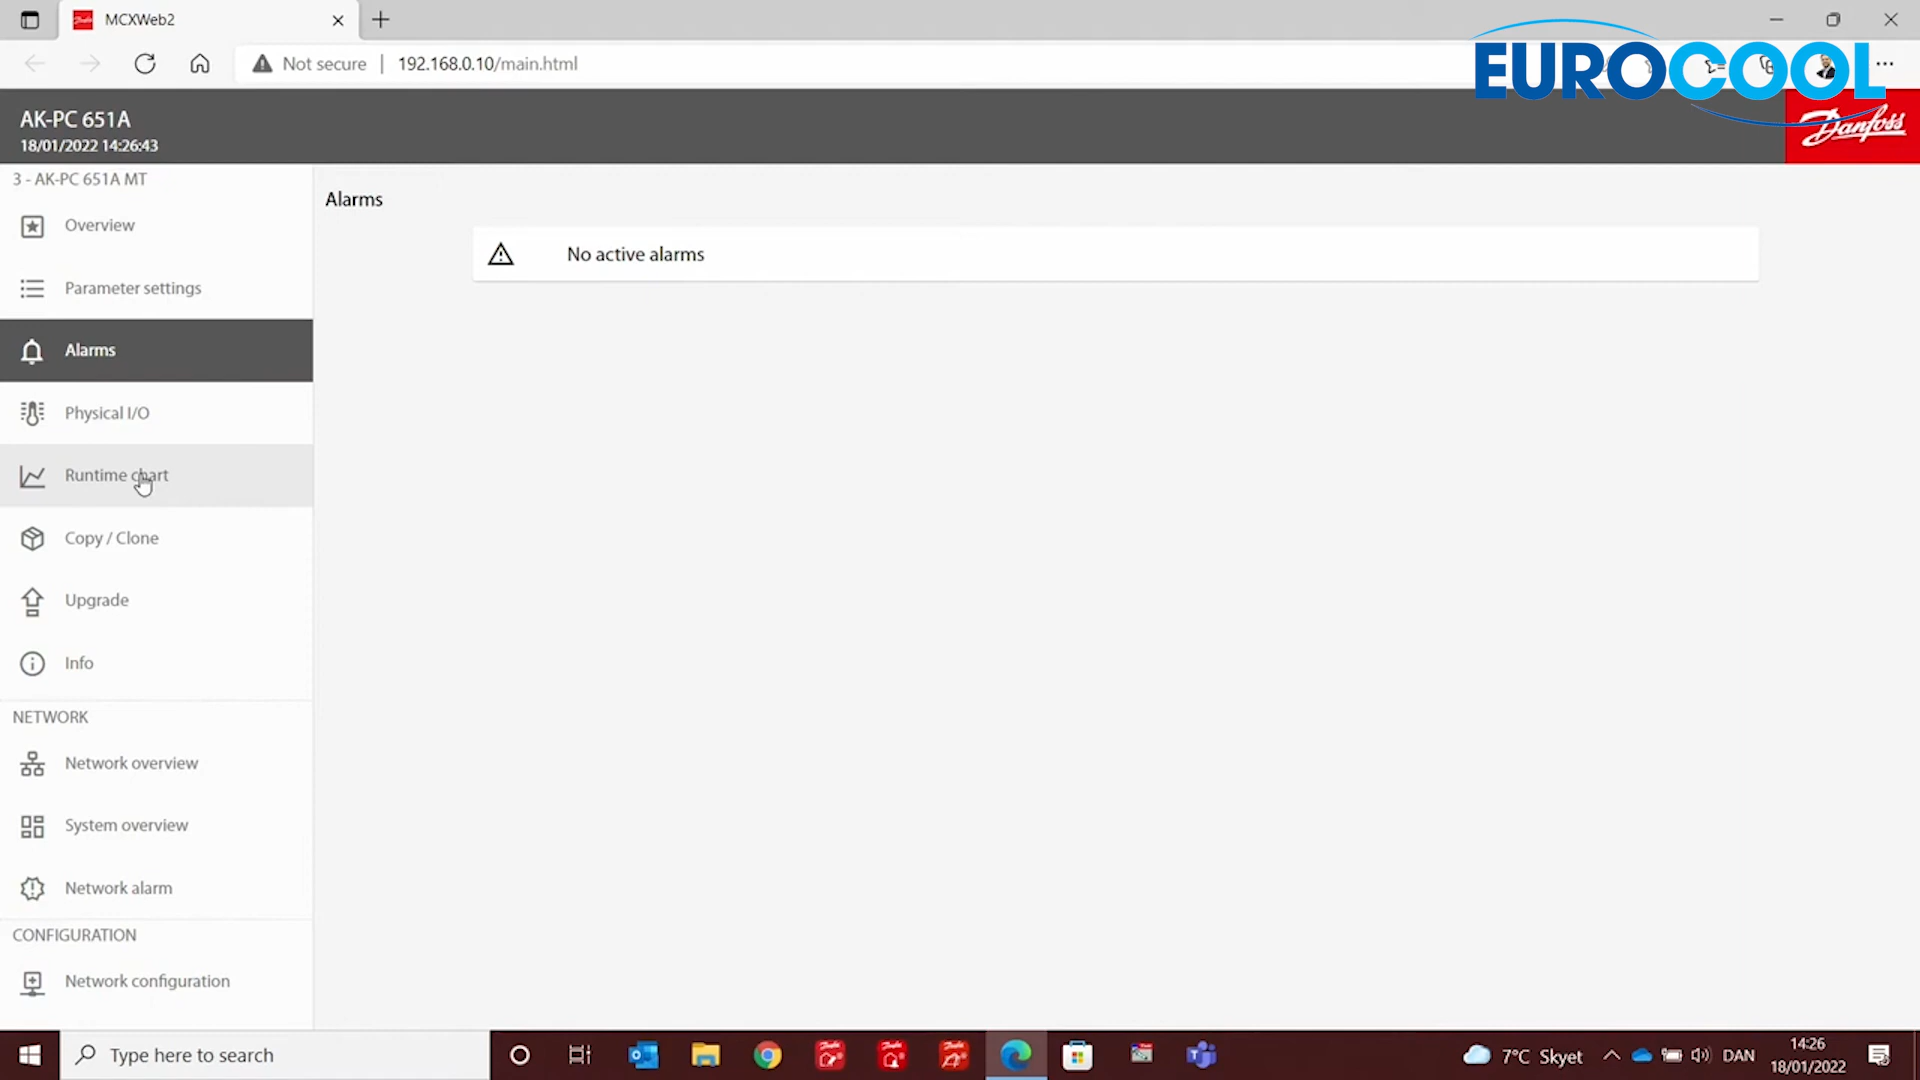 MCXWeb2
Not secure
192.168.0.10/main.html
EUROCOOL
AK-PC 651A
18/01/2022 14:26:43
Danfoss
3 - AK-PC 651A MT
Overview
Parameter settings
Alarms
Physical I/O
Runtime chart
Copy / Clone
Upgrade
Info
NETWORK
Network overview
System overview
Network alarm
CONFIGURATION
Network configuration
Alarms
No active alarms
Type here to search
7°C Skyet
DAN
14:26
18/01/2022